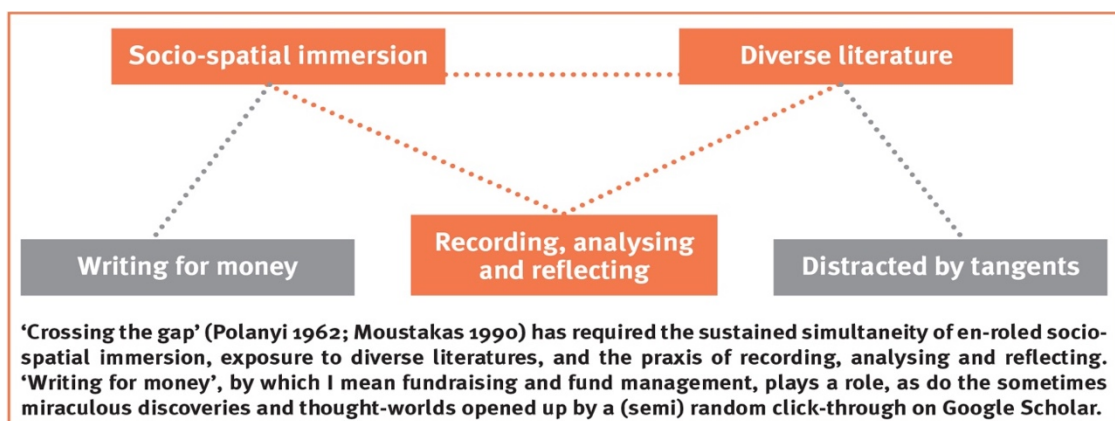 Socio-spatial immersion
Diverse literature
Writing for money
Recording, analysing
and reflecting
Distracted by tangents
‘Crossing the gap’ (Polanyi 1962; Moustakas 1990) has required the sustained simultaneity of en-roled socio-
spatial immersion, exposure to diverse literatures, and the praxis of recording, analysing and reflecting.
‘Writing for money’, by which I mean fundraising and fund management, plays a role, as do the sometimes
miraculous discoveries and thought-worlds opened up by a (semi) random click-through on Google Scholar.